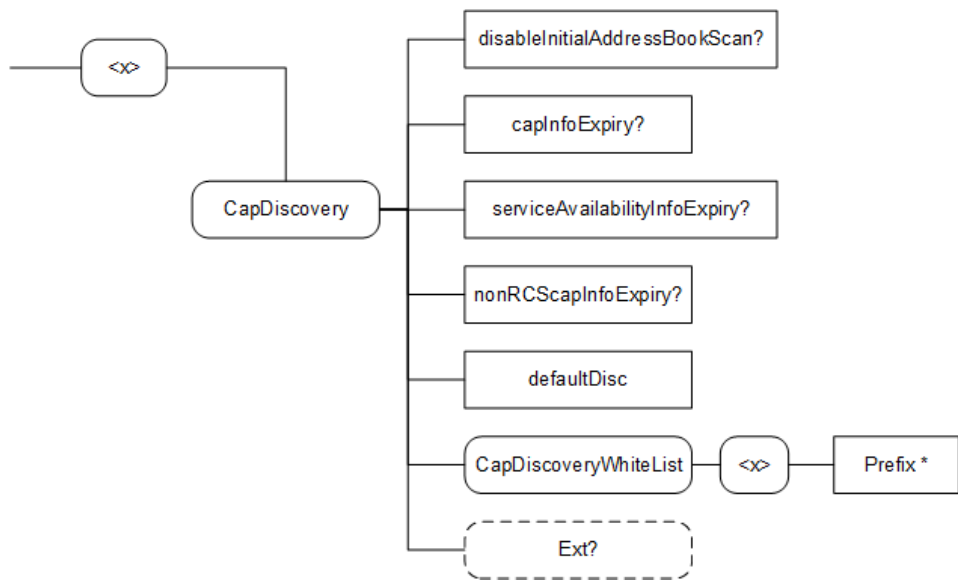 disableInitialAddressBookScan?
<x>
capInfoExpiry?
CapDiscovery
serviceAvailabilityInfoExpiry?
nonRCScapInfoExpiry?
defaultDisc
CapDiscoveryWhiteList
<x>
Prefix *
Ext?